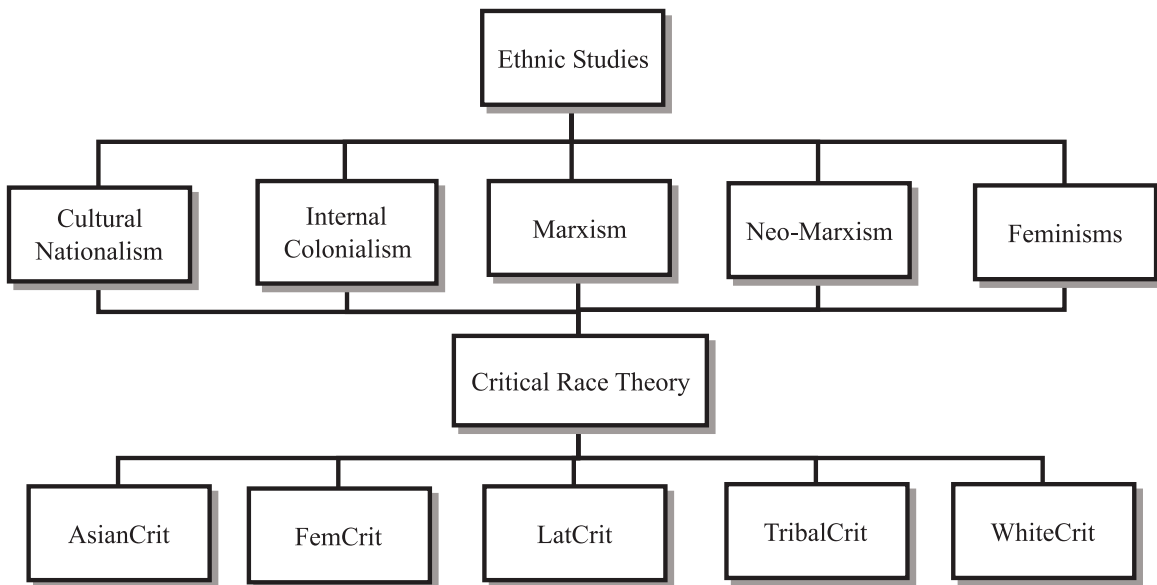 Ethnic Studies
Cultural
Nationalism
Internal
Colonialism
Marxism
Neo-Marxism
Feminisms
Critical Race Theory
AsianCrit
FemCrit
LatCrit
TribalCrit
WhiteCrit